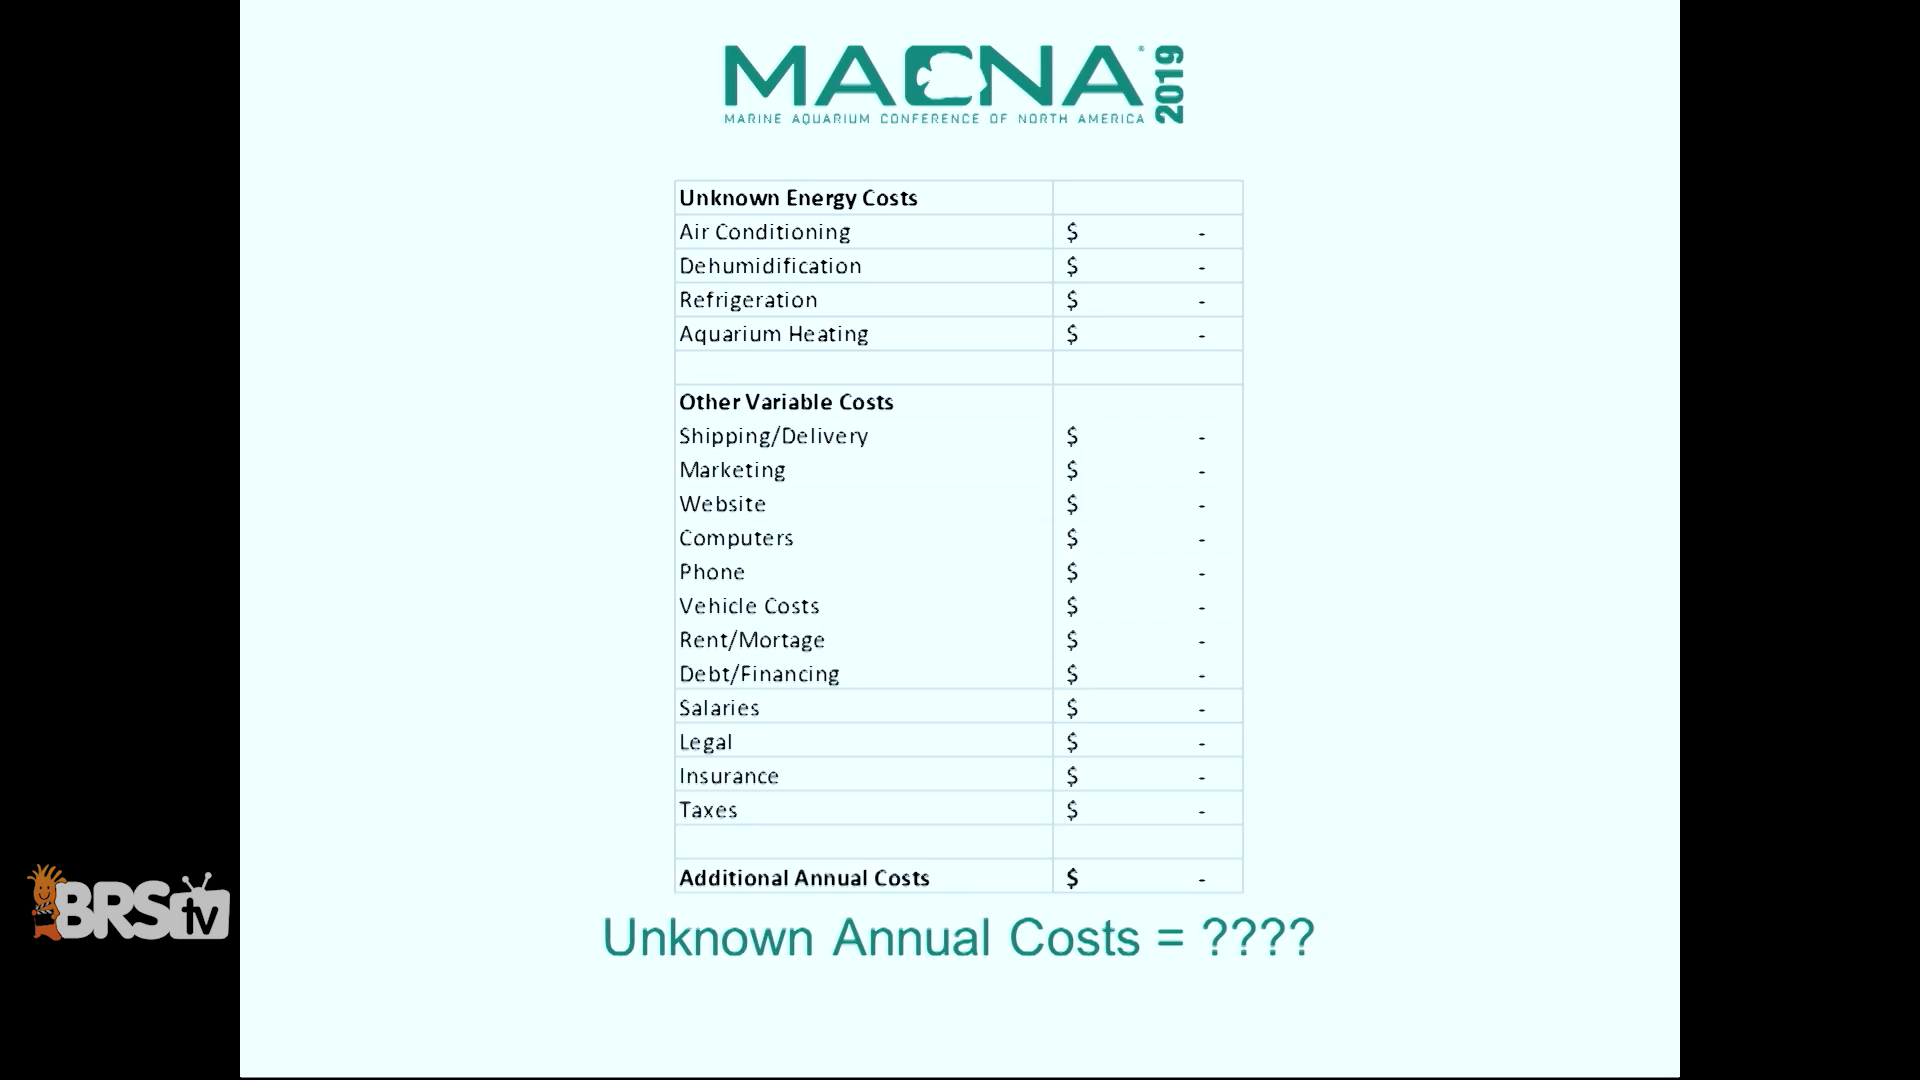 MACNA® 2019
MARINE AQUARIUM CONFERENCE OF NORTH AMERICA
Unknown Energy Costs
Air Conditioning $ -
Dehumidification $ -
Refrigeration $ -
Aquarium Heating $ -
Other Variable Costs
Shipping/Delivery $ -
Marketing $ -
Website $ -
Computers $ -
Phone $ -
Vehicle Costs $ -
Rent/Mortage $ -
Debt/Financing $ -
Salaries $ -
Legal $ -
Insurance $ -
Taxes $ -
Additional Annual Costs $ -
Unknown Annual Costs = ????
BRStv